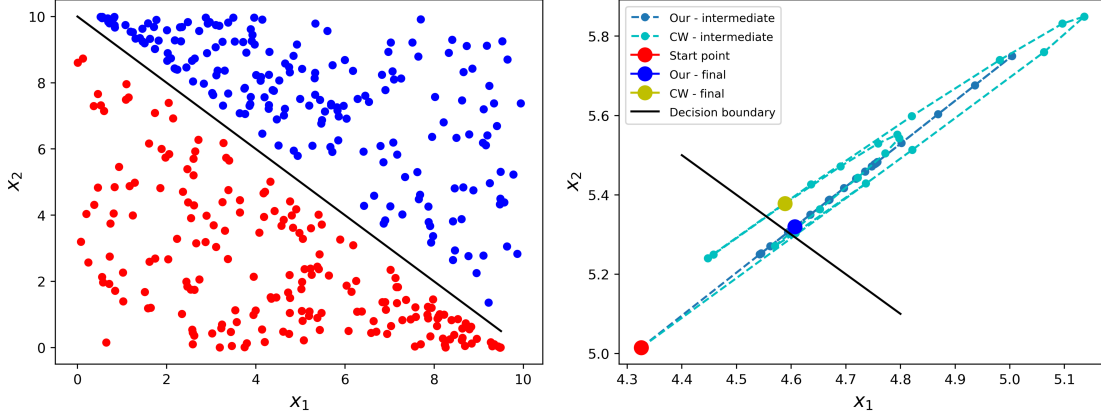 10
8
6
4
2
0
x₂
0
2
4
6
8
10
x₁
5.8
5.6
5.4
5.2
5.0
x₂
Our - intermediate
CW - intermediate
Start point
Our - final
CW - final
Decision boundary
4.3
4.4
4.5
4.6
4.7
4.8
4.9
5.0
5.1
x₁